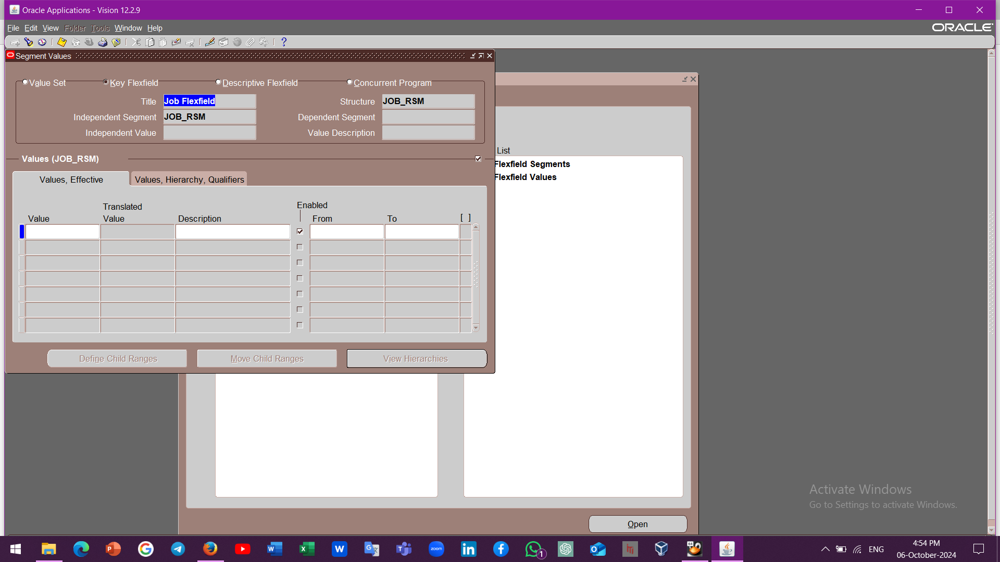 Oracle Applications - Vision 12.2.9
File Edit View Folder Tools Window Help
ORACLE
Segment Values
Value Set Key Flexfield Descriptive Flexfield Concurrent Program
Title Job Flexfield Structure JOB_RSM
Independent Segment JOB_RSM Dependent Segment
Independent Value Value Description
List
Values (JOB_RSM)
Flexfield Segments
Flexfield Values
Values, Effective Values, Hierarchy, Qualifiers
Translated Enabled
Value Value Description From To [ ]
Define Child Ranges Move Child Ranges View Hierarchies
Activate Windows
Go to Settings to activate Windows.
Open
zoom
1
64
ENG
4:54 PM
06-October-2024